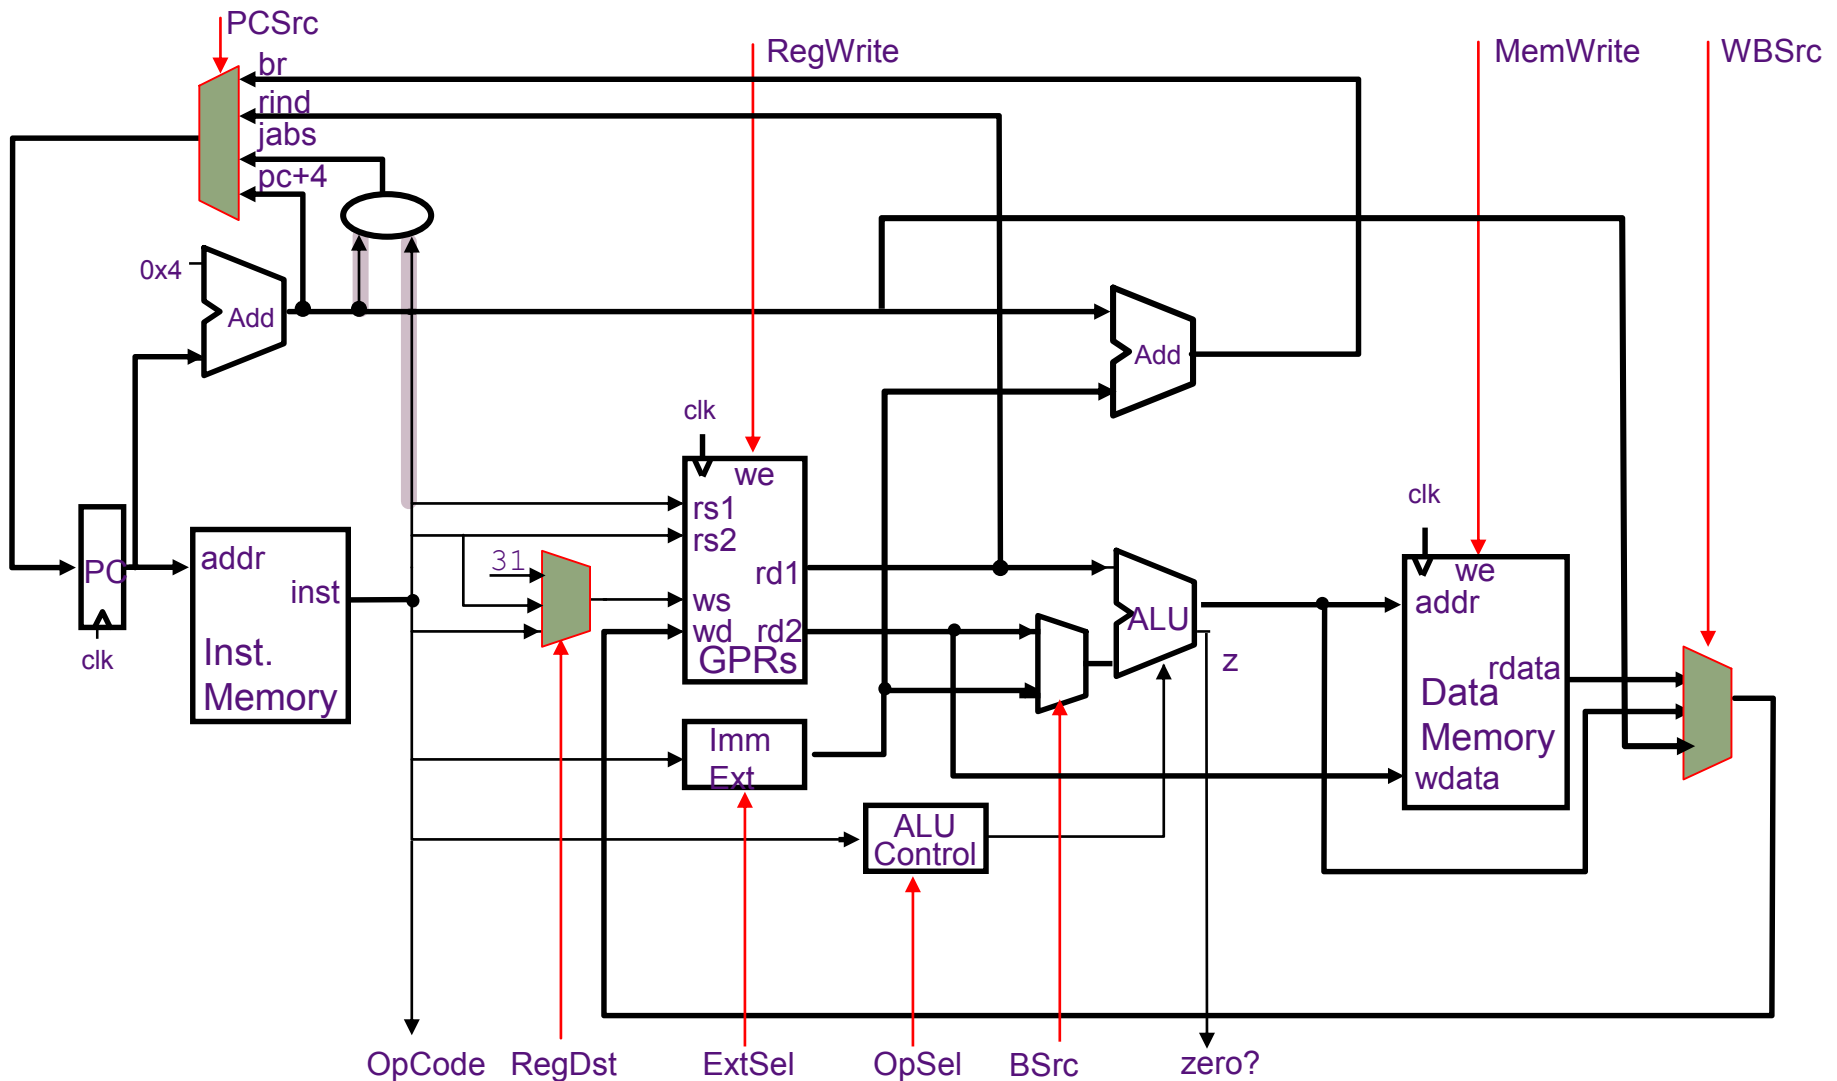 PCSrc
RegWrite
MemWrite
WBSrc
br
rind
jabs
pc+4
0x4
Add
Add
clk
we
rs1
rs2
rd1
ws
wd
rd2
GPRs
PC
clk
addr
inst
Inst.
Memory
31
ALU
z
clk
we
addr
rdata
Data
Memory
wdata
Imm
Ext
ALU
Control
OpCode
RegDst
ExtSel
OpSel
BSrc
zero?